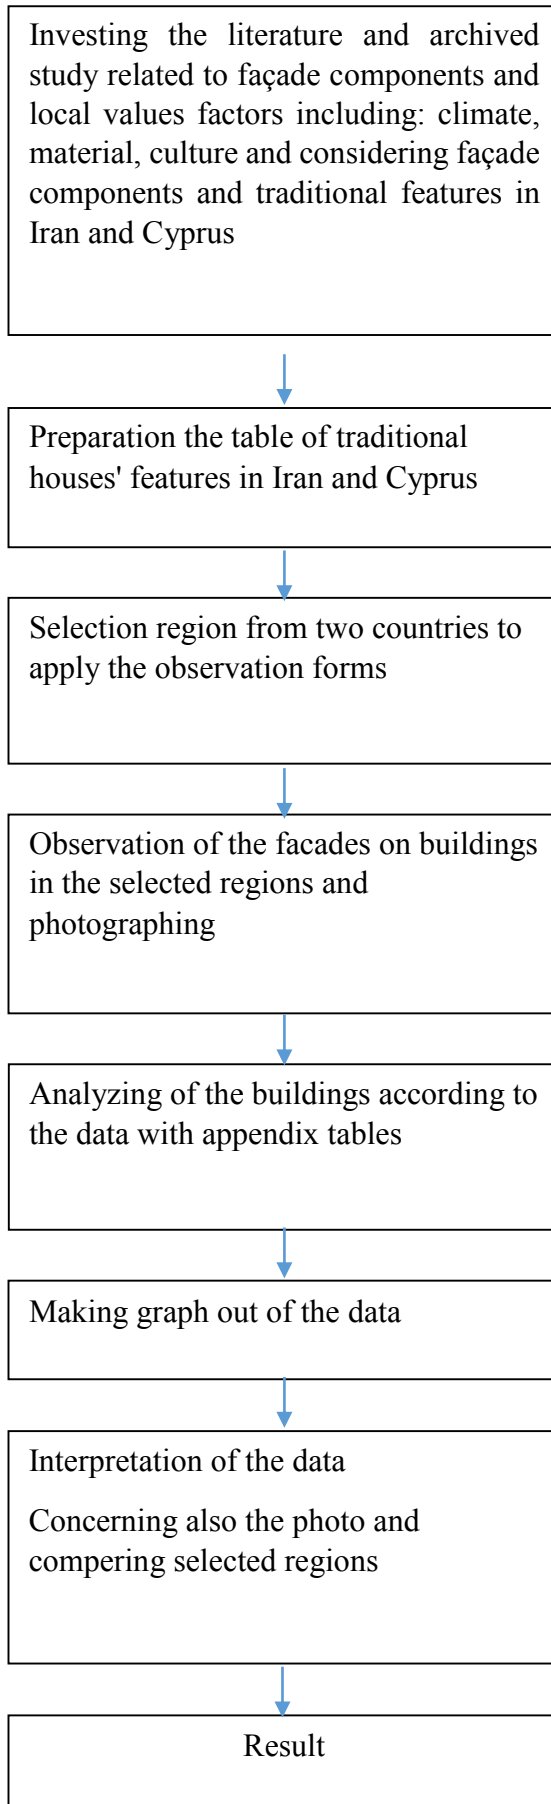 Investing the literature and archived
study related to façade components and
local values factors including: climate,
material, culture and considering façade
components and traditional features in
Iran and Cyprus
Preparation the table of traditional
houses' features in Iran and Cyprus
Selection region from two countries to
apply the observation forms
Observation of the facades on buildings
in the selected regions and
photographing
Analyzing of the buildings according to
the data with appendix tables
Making graph out of the data
Interpretation of the data
Concerning also the photo and
compering selected regions
Result